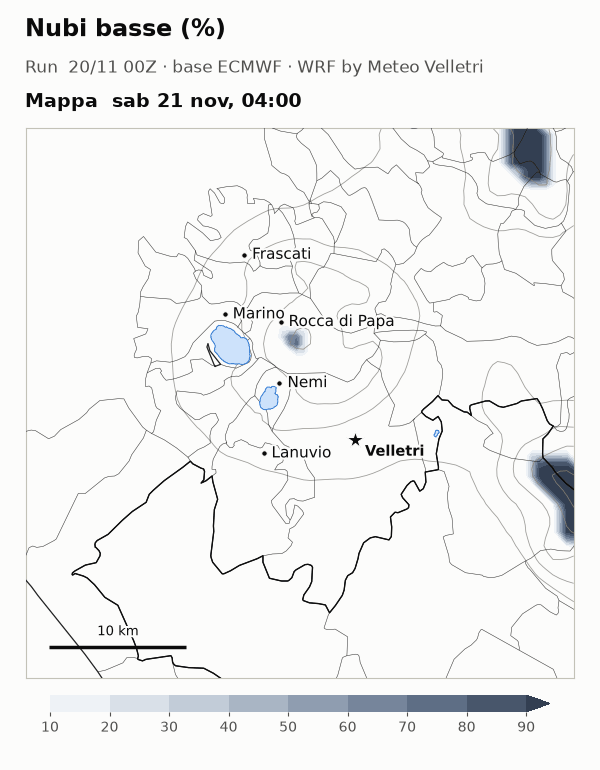 Nubi basse (%)
Run  20/11 00Z · base ECMWF · WRF by Meteo Velletri
Mappa  sab 21 nov, 04:00
Frascati
Marino
Rocca di Papa
Nemi
Velletri
Lanuvio
10 km
10 20 30 40 50 60 70 80 90